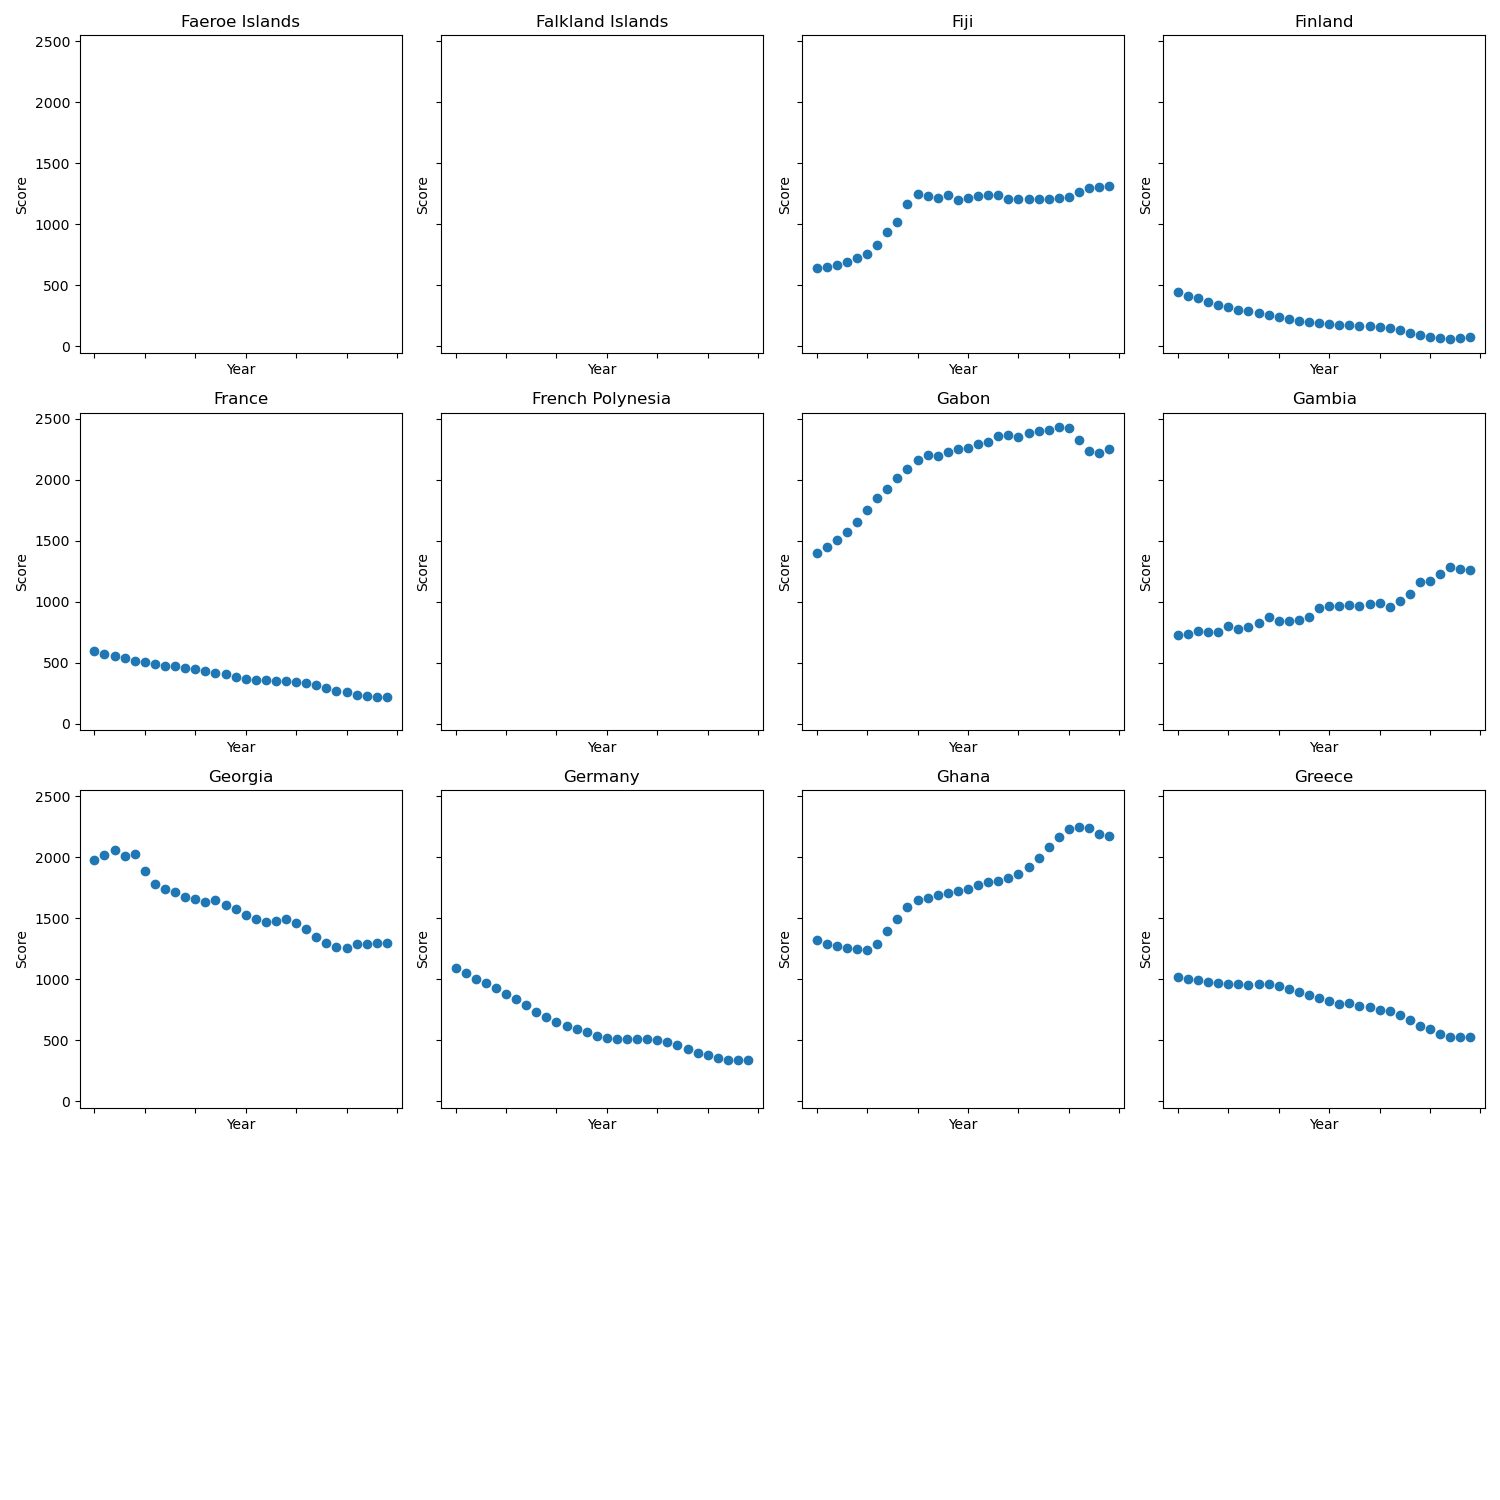 Faeroe Islands
Falkland Islands
Fiji
Finland
2500
2000
1500
1000
500
0
Score
Score
Score
Score
Year
Year
Year
Year
France
French Polynesia
Gabon
Gambia
2500
2000
1500
1000
500
0
Score
Score
Score
Score
Year
Year
Year
Year
Georgia
Germany
Ghana
Greece
2500
2000
1500
1000
500
0
Score
Score
Score
Score
Year
Year
Year
Year